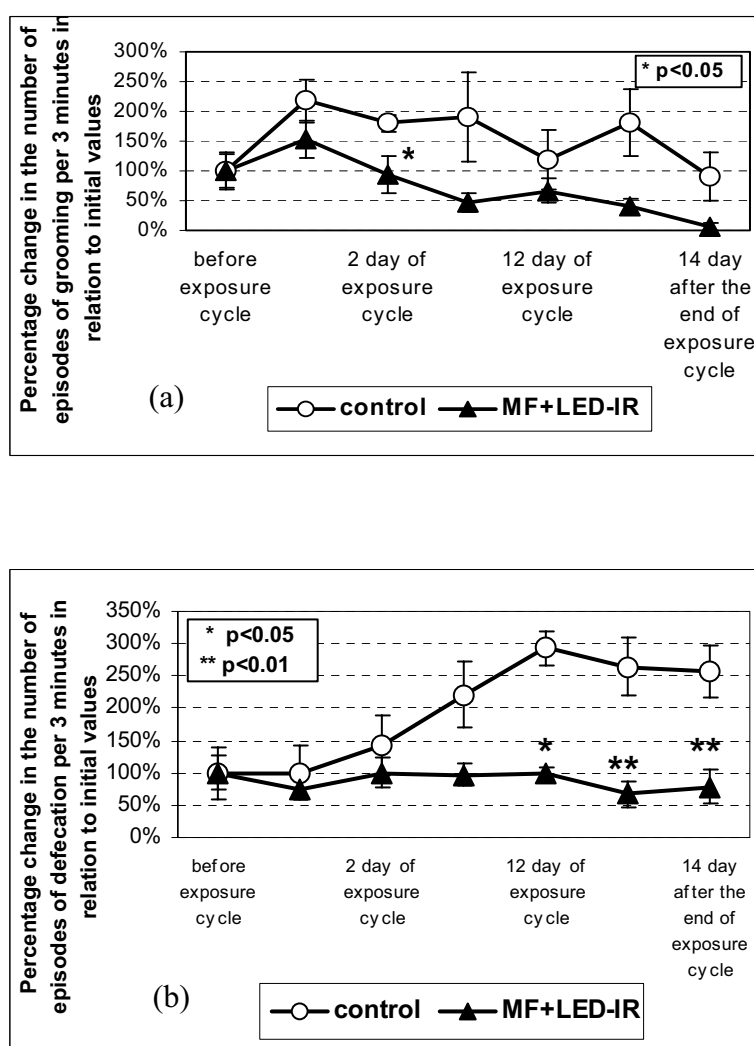 Percentage change in the number of
episodes of grooming per 3 minutes in
relation to initial values
300%
250%
200%
150%
100%
50%
0%
* p<0.05
*
before
exposure
cycle
2 day of
exposure
cycle
12 day of
exposure
cycle
14 day
after the
end of
exposure
cycle
(a)
control MF+LED-IR
Percentage change in the number of
episodes of defecation per 3 minutes in
relation to initial values
350%
300%
250%
200%
150%
100%
50%
0%
* p<0.05
** p<0.01
* ** **
before
exposure
cycle
2 day of
exposure
cycle
12 day of
exposure
cycle
14 day
after the
end of
exposure
cycle
(b)
control MF+LED-IR